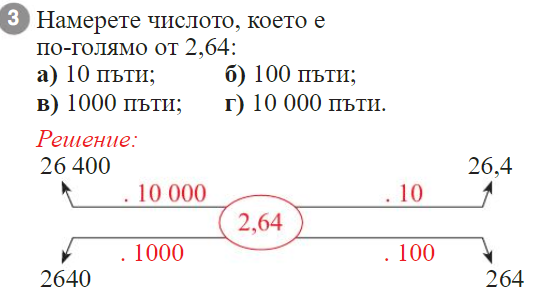 3 Намерете числото, което е
по-голямо от 2,64:
а) 10 пъти; б) 100 пъти;
в) 1000 пъти; г) 10 000 пъти.
Решение:
26 400 26,4
. 10 000 . 10
2,64
. 1000 . 100
2640 264